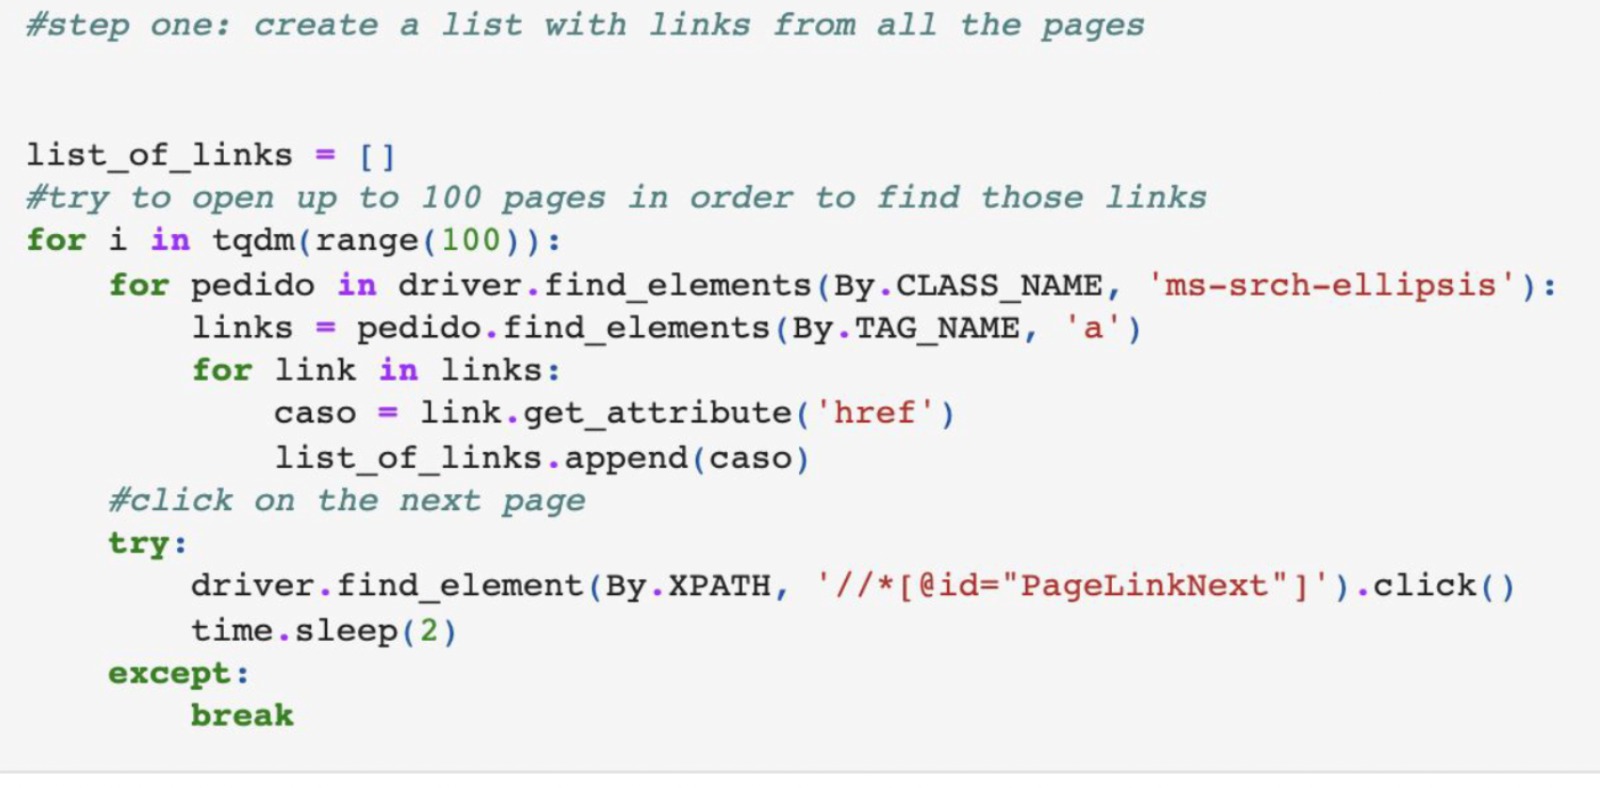 #step one: create a list with links from all the pages
list_of_links = []
#try to open up to 100 pages in order to find those links
for i in tqdm(range(100)):
    for pedido in driver.find_elements(By.CLASS_NAME, 'ms-srch-ellipsis'):
        links = pedido.find_elements(By.TAG_NAME, 'a')
        for link in links:
            caso = link.get_attribute('href')
            list_of_links.append(caso)
    #click on the next page
    try:
        driver.find_element(By.XPATH, '//*[@id="PageLinkNext"]').click()
        time.sleep(2)
    except:
        break